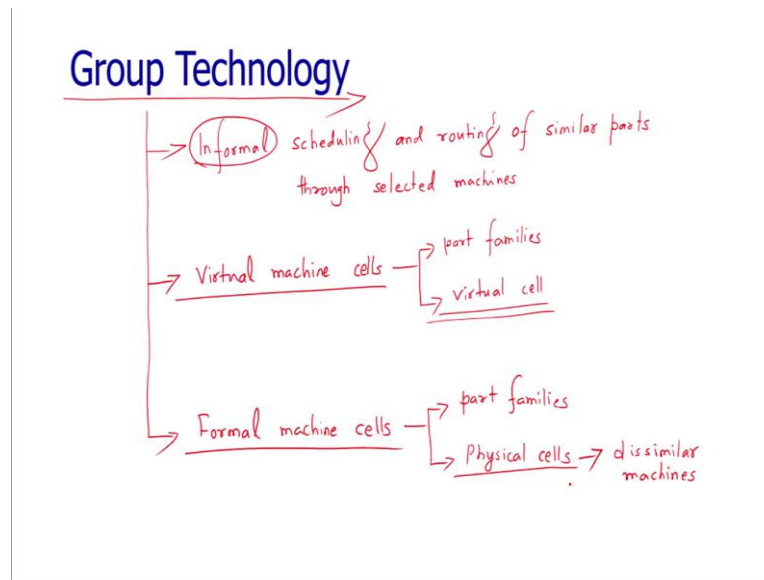 Group Technology
Informal scheduling and routing of similar parts
through selected machines
Virtual machine cells
part families
virtual cell
Formal machine cells
part families
Physical cells dissimilar
machines